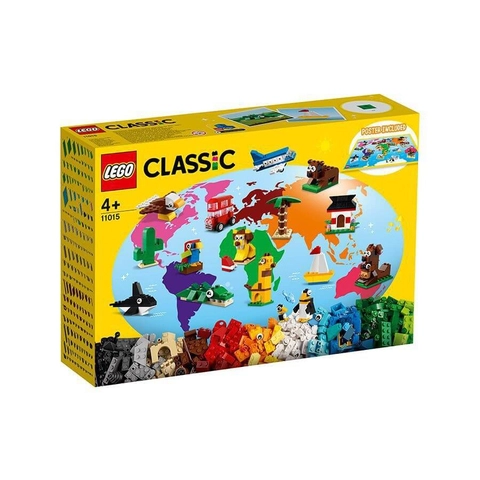 LEGO
CLASSIC
4+
11015
POSTER INCLUDED
LEGO CLASSIC